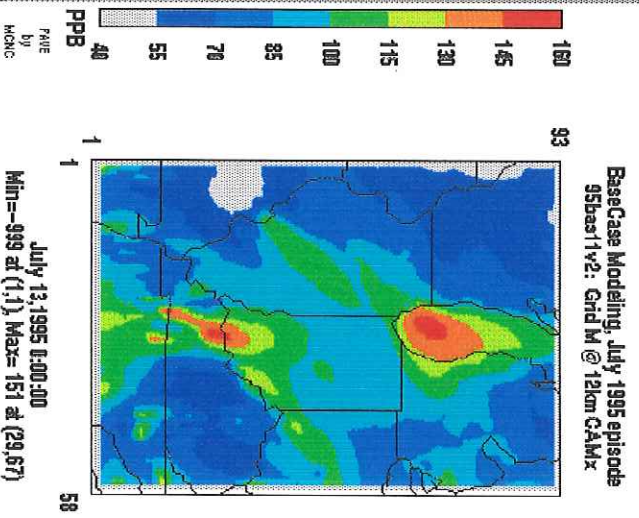 BaseCase Modeling, July 1995 episode
95bas11v2: Grid M @ 12km CAMx
160
145
130
115
100
85
70
55
40
PPB
PAVE
by
MCNC
93
1
1
58
July 13,1995 0:00:00
Min=-999 at (1,1), Max= 151 at (29,67)